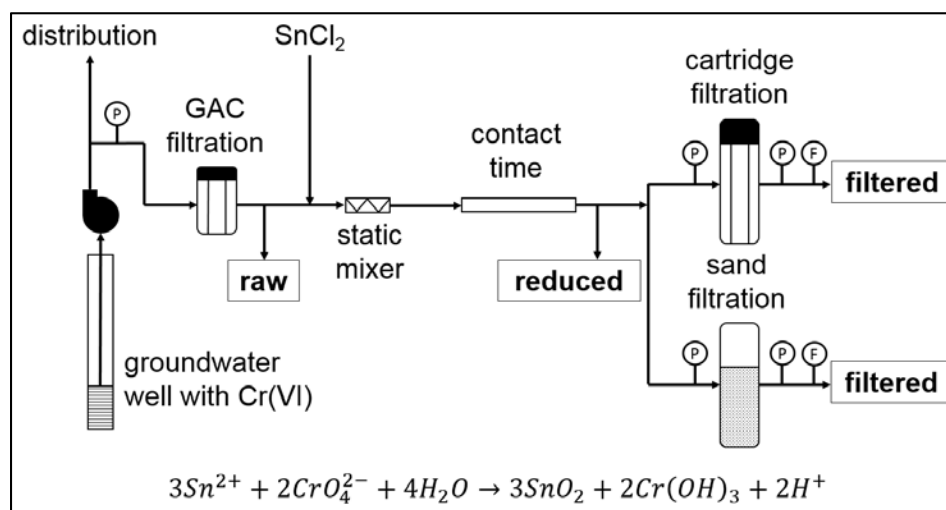 distribution
SnCl₂
P
GAC
filtration
contact
time
cartridge
filtration
P
P
F
filtered
static
mixer
raw
reduced
sand
filtration
groundwater
well with Cr(VI)
P
P
F
filtered
3Sn²⁺ + 2CrO₄²⁻ + 4H₂O → 3SnO₂ + 2Cr(OH)₃ + 2H⁺